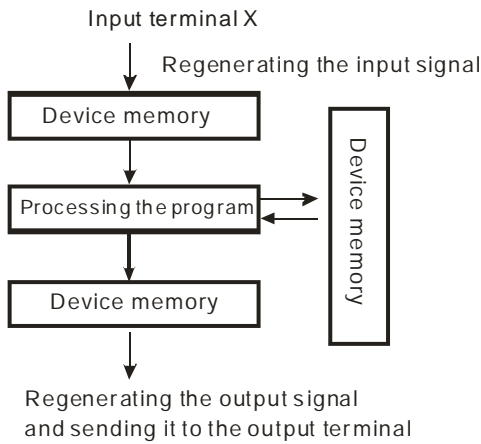 Input terminal X
Regenerating the input signal
Device memory
Processing the program
Device memory
Device memory
Regenerating the output signal
and sending it to the output terminal